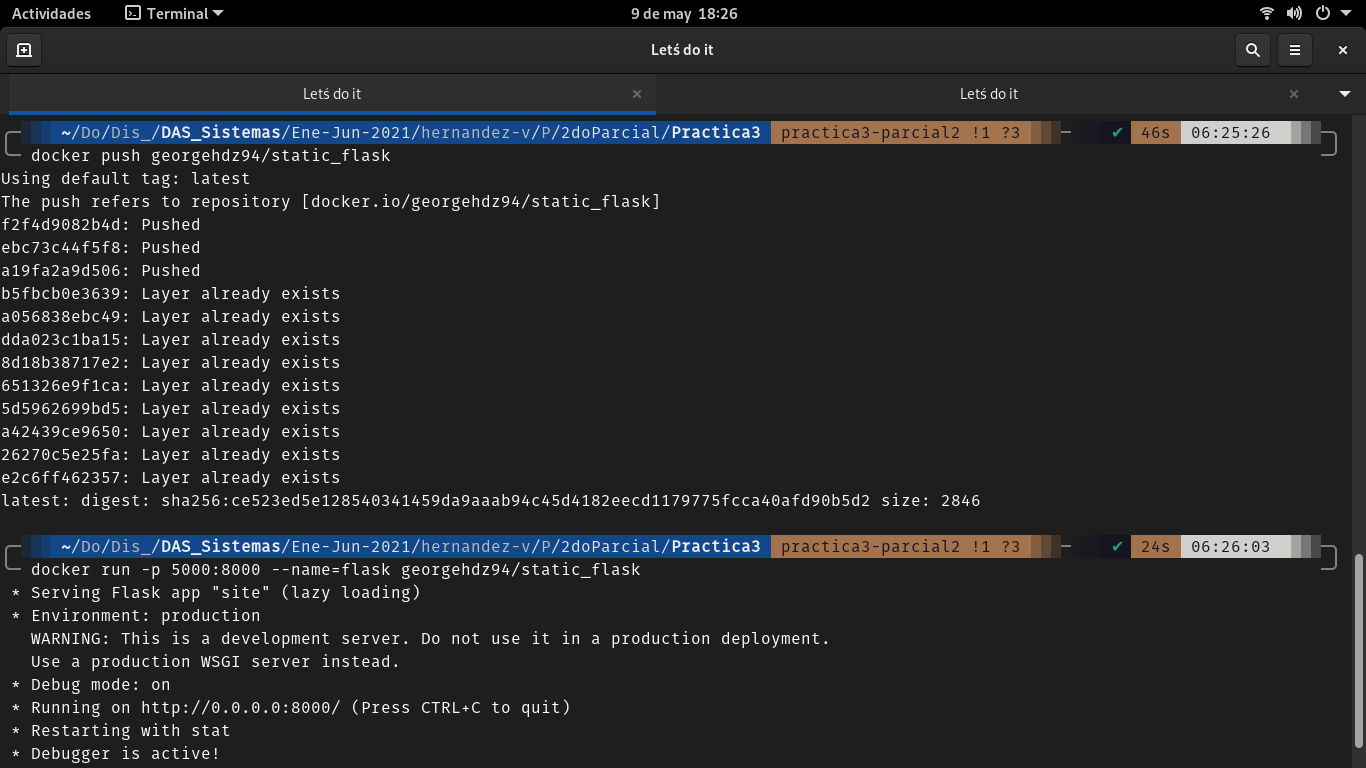 Actividades Terminal 9 de may 18:26
Letś do it
Letś do it Letś do it
~/Do/Dis_/DAS_Sistemas/Ene-Jun-2021/hernandez-v/P/2doParcial/Practica3 practica3-parcial2 !1 ?3 ✔ 46s 06:25:26
docker push georgehdz94/static_flask
Using default tag: latest
The push refers to repository [docker.io/georgehdz94/static_flask]
f2f4d9082b4d: Pushed
ebc73c44f5f8: Pushed
a19fa2a9d506: Pushed
b5fbcb0e3639: Layer already exists
a056838ebc49: Layer already exists
dda023c1ba15: Layer already exists
8d18b38717e2: Layer already exists
651326e9f1ca: Layer already exists
5d5962699bd5: Layer already exists
a42439ce9650: Layer already exists
26270c5e25fa: Layer already exists
e2c6ff462357: Layer already exists
latest: digest: sha256:ce523ed5e128540341459da9aaab94c45d4182eecd1179775fcca40afd90b5d2 size: 2846
~/Do/Dis_/DAS_Sistemas/Ene-Jun-2021/hernandez-v/P/2doParcial/Practica3 practica3-parcial2 !1 ?3 ✔ 24s 06:26:03
docker run -p 5000:8000 --name=flask georgehdz94/static_flask
* Serving Flask app "site" (lazy loading)
* Environment: production
WARNING: This is a development server. Do not use it in a production deployment.
Use a production WSGI server instead.
* Debug mode: on
* Running on http://0.0.0.0:8000/ (Press CTRL+C to quit)
* Restarting with stat
* Debugger is active!